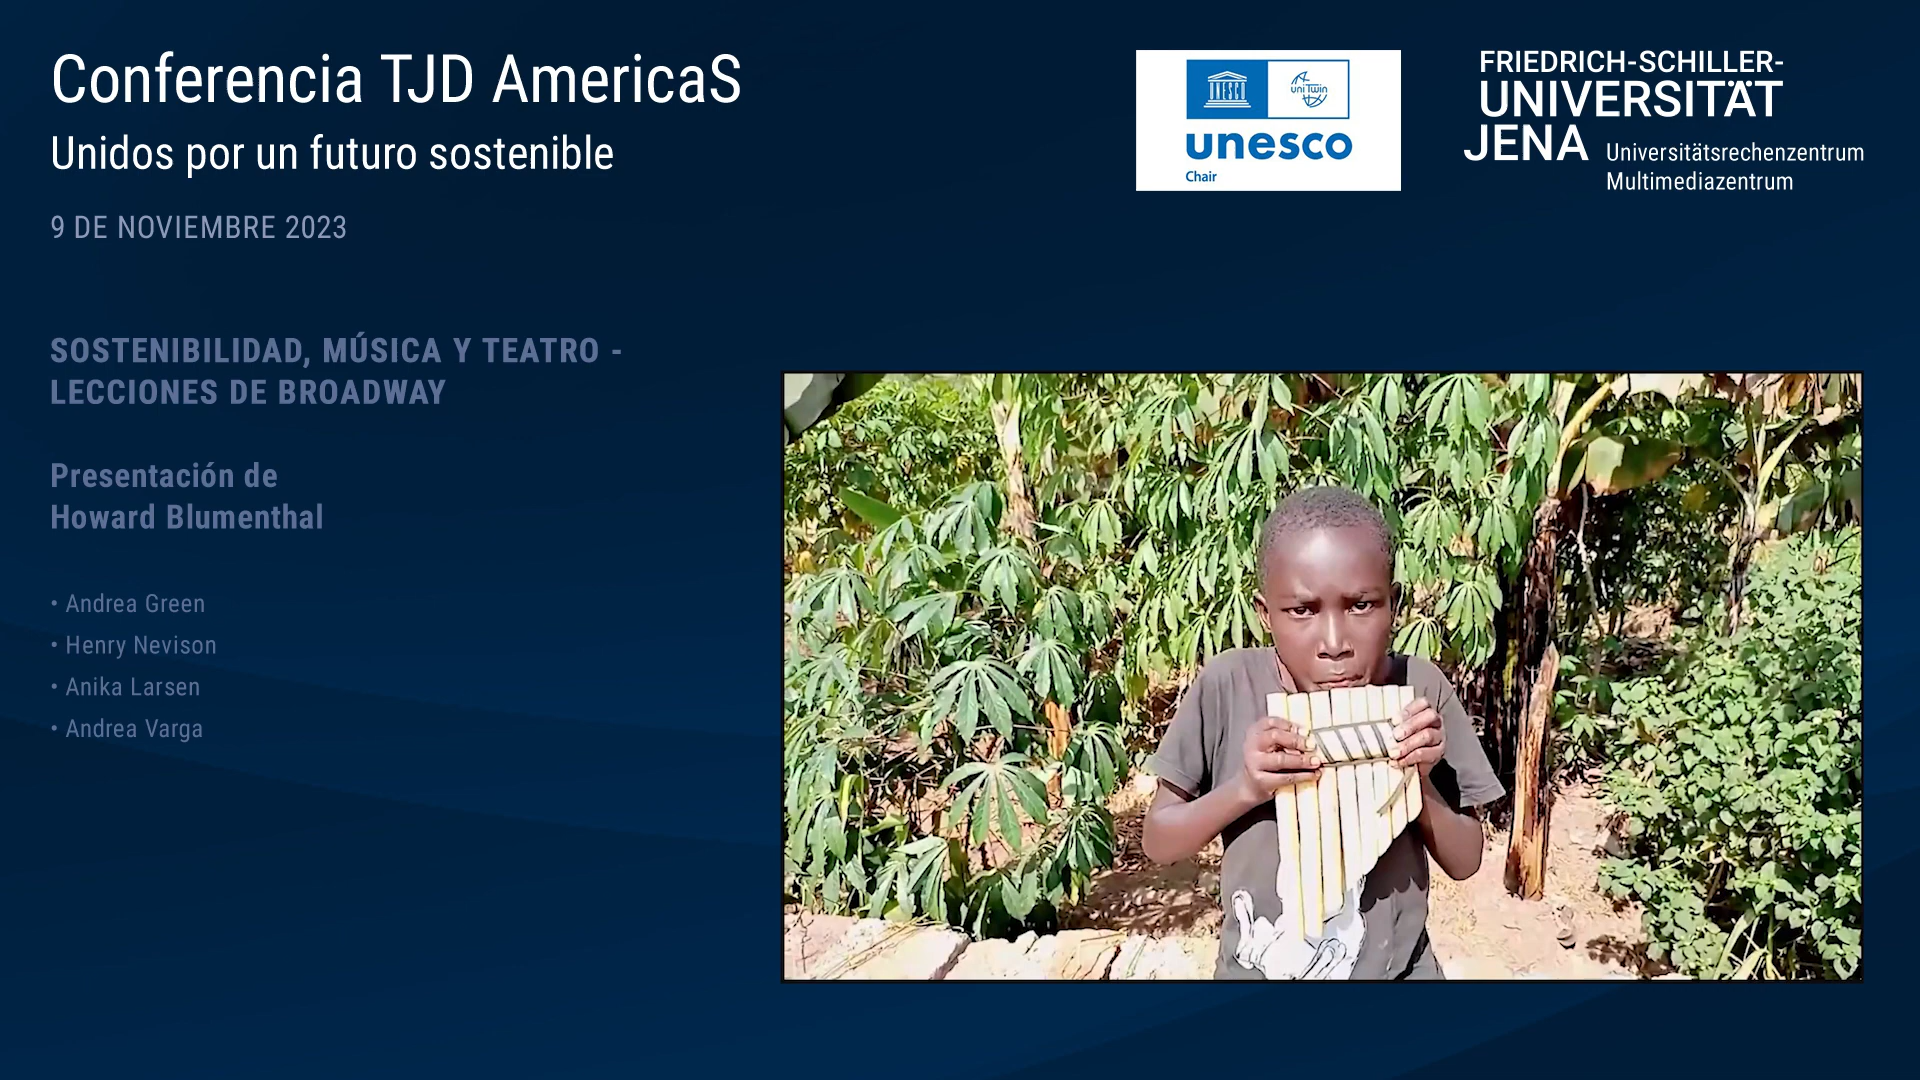 Conferencia TJD AmericaS
Unidos por un futuro sostenible
9 DE NOVIEMBRE 2023
UNESCO
uniTwin
unesco
Chair
FRIEDRICH-SCHILLER-
UNIVERSITÄT
JENA
Universitätsrechenzentrum
Multimediazentrum
SOSTENIBILIDAD, MÚSICA Y TEATRO -
LECCIONES DE BROADWAY
Presentación de
Howard Blumenthal
• Andrea Green
• Henry Nevison
• Anika Larsen
• Andrea Varga